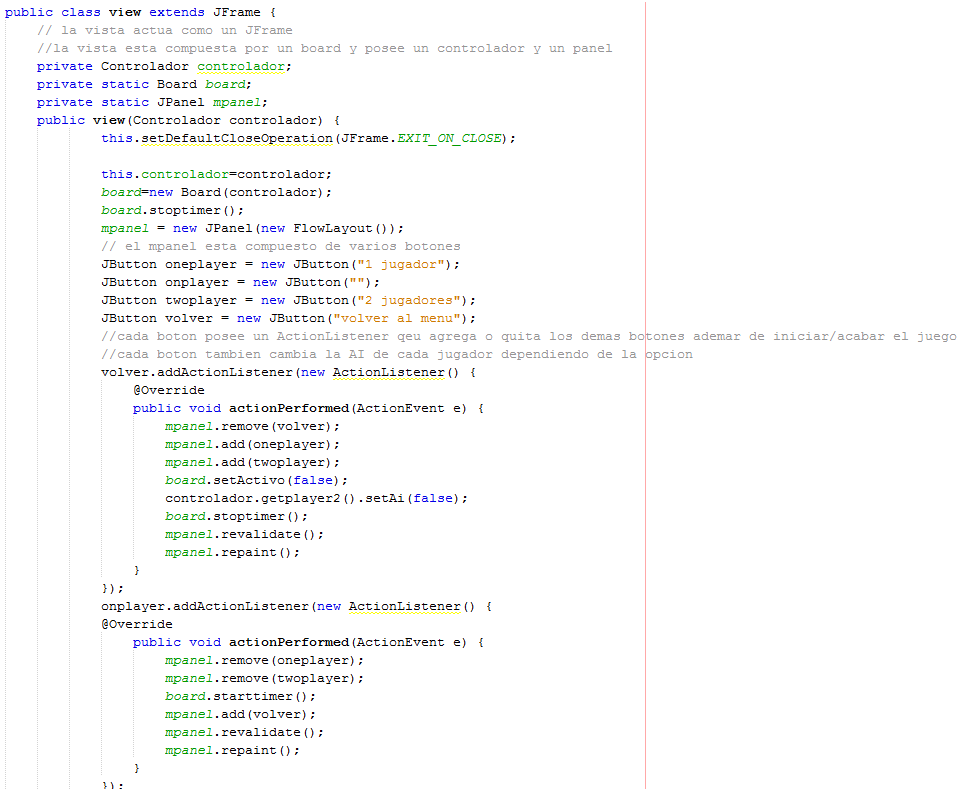 public class view extends JFrame {
    // la vista actua como un JFrame
    //la vista esta compuesta por un board y posee un controlador y un panel
    private Controlador controlador;
    private static Board board;
    private static JPanel mpanel;
    public view(Controlador controlador) {
            this.setDefaultCloseOperation(JFrame.EXIT_ON_CLOSE);

            this.controlador=controlador;
            board=new Board(controlador);
            board.stoptimer();
            mpanel = new JPanel(new FlowLayout());
            // el mpanel esta compuesto de varios botones
            JButton oneplayer = new JButton("1 jugador");
            JButton onplayer = new JButton("");
            JButton twoplayer = new JButton("2 jugadores");
            JButton volver = new JButton("volver al menu");
            //cada boton posee un ActionListener qeu agrega o quita los demas botones ademar de iniciar/acabar el juego
            //cada boton tambien cambia la AI de cada jugador dependiendo de la opcion
            volver.addActionListener(new ActionListener() {
                @Override
                public void actionPerformed(ActionEvent e) {
                    mpanel.remove(volver);
                    mpanel.add(oneplayer);
                    mpanel.add(twoplayer);
                    board.setActivo(false);
                    controlador.getplayer2().setAi(false);
                    board.stoptimer();
                    mpanel.revalidate();
                    mpanel.repaint();
                }
            });
            onplayer.addActionListener(new ActionListener() {
            @Override
                public void actionPerformed(ActionEvent e) {
                    mpanel.remove(oneplayer);
                    mpanel.remove(twoplayer);
                    board.starttimer();
                    mpanel.add(volver);
                    mpanel.revalidate();
                    mpanel.repaint();
                }
            });